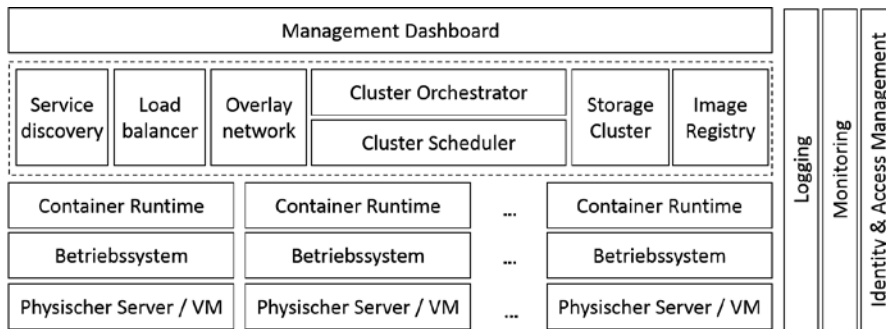 Management Dashboard
Service
discovery
Load
balancer
Overlay
network
Cluster Orchestrator
Cluster Scheduler
Storage
Cluster
Image
Registry
Container Runtime
Container Runtime
...
Container Runtime
Betriebssystem
Betriebssystem
...
Betriebssystem
Physischer Server / VM
Physischer Server / VM
...
Physischer Server / VM
Logging
Monitoring
Identity & Access Management